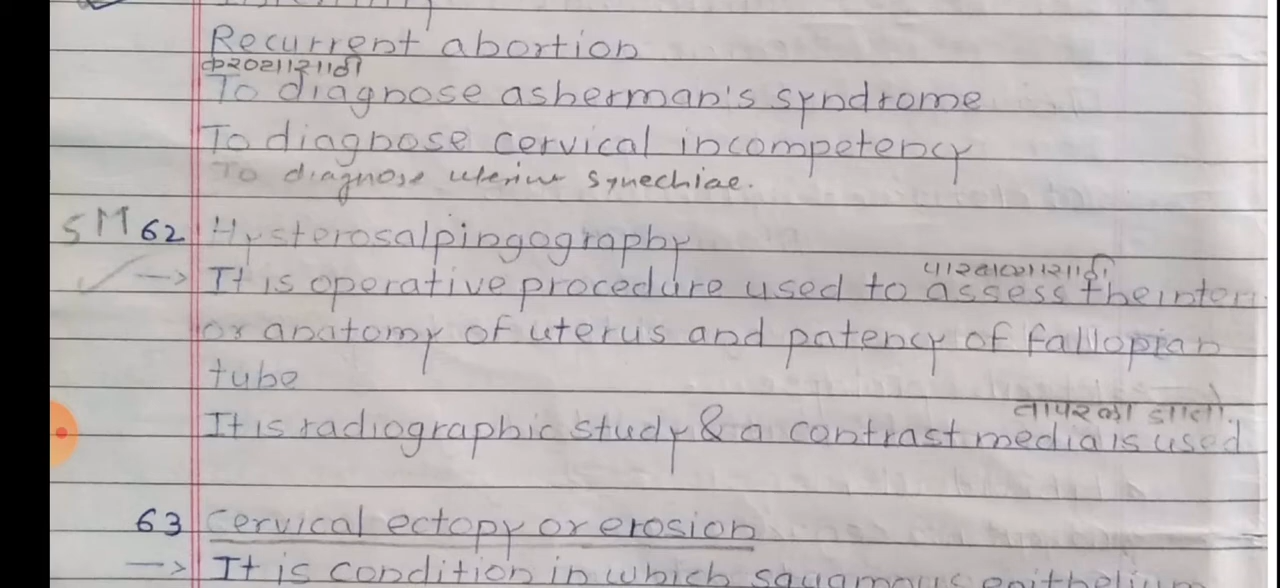 Recurrent abortion
To diagnose asherman's syndrome
To diagnose cervical incompetency
To diagnose uterine synechiae.
SM 62 Hysterosalpingography
→ It is operative procedure used to assess the interi
or anatomy of uterus and patency of fallopian
tube
तापरला जातो.
It is radiographic study & a contrast media is used
63 Cervical ectopy or erosion
→ It is condition in which squamous epithelium